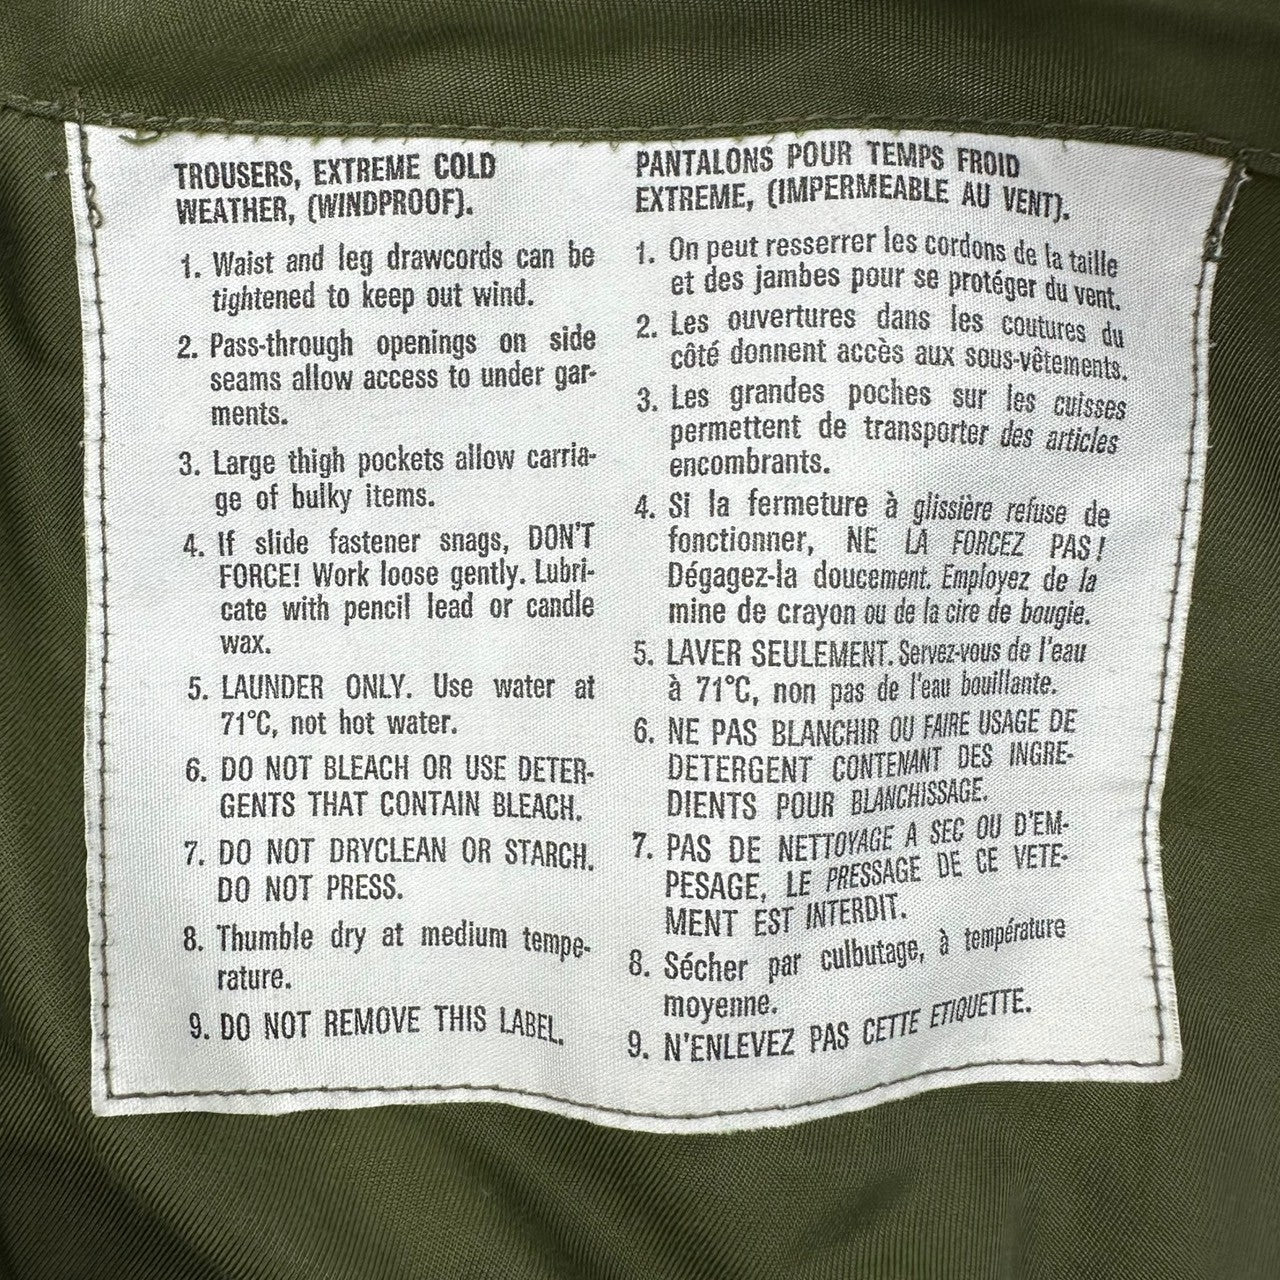 TROUSERS, EXTREME COLD
WEATHER, (WINDPROOF).
1. Waist and leg drawcords can be
tightened to keep out wind.
2. Pass-through openings on side
seams allow access to under gar-
ments.
3. Large thigh pockets allow carria-
ge of bulky items.
4. If slide fastener snags, DON'T
FORCE! Work loose gently. Lubri-
cate with pencil lead or candle
wax.
5. LAUNDER ONLY. Use water at
71°C, not hot water.
6. DO NOT BLEACH OR USE DETER-
GENTS THAT CONTAIN BLEACH.
7. DO NOT DRYCLEAN OR STARCH.
DO NOT PRESS.
8. Thumble dry at medium tempe-
rature.
9. DO NOT REMOVE THIS LABEL.
PANTALONS POUR TEMPS FROID
EXTREME, (IMPERMEABLE AU VENT).
1. On peut resserrer les cordons de la taille
et des jambes pour se protéger du vent.
2. Les ouvertures dans les coutures du
côté donnent accès aux sous-vêtements.
3. Les grandes poches sur les cuisses
permettent de transporter des articles
encombrants.
4. Si la fermeture à glissière refuse de
fonctionner, NE LA FORCEZ PAS!
Dégagez-la doucement. Employez de la
mine de crayon ou de la cire de bougie.
5. LAVER SEULEMENT. Servez-vous de l'eau
à 71°C, non pas de l'eau bouillante.
6. NE PAS BLANCHIR OU FAIRE USAGE DE
DETERGENT CONTENANT DES INGRE-
DIENTS POUR BLANCHISSAGE.
7. PAS DE NETTOYAGE A SEC OU D'EM-
PESAGE, LE PRESSAGE DE CE VETE-
MENT EST INTERDIT.
8. Sécher par culbutage, à température
moyenne.
9. N'ENLEVEZ PAS CETTE ETIQUETTE.